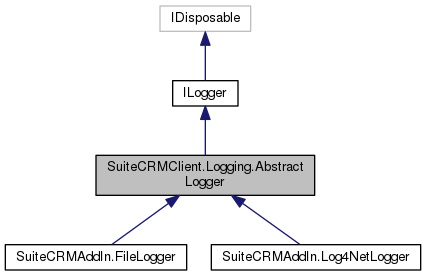 IDisposable
ILogger
SuiteCRMClient.Logging.Abstract
Logger
SuiteCRMAddIn.FileLogger
SuiteCRMAddIn.Log4NetLogger